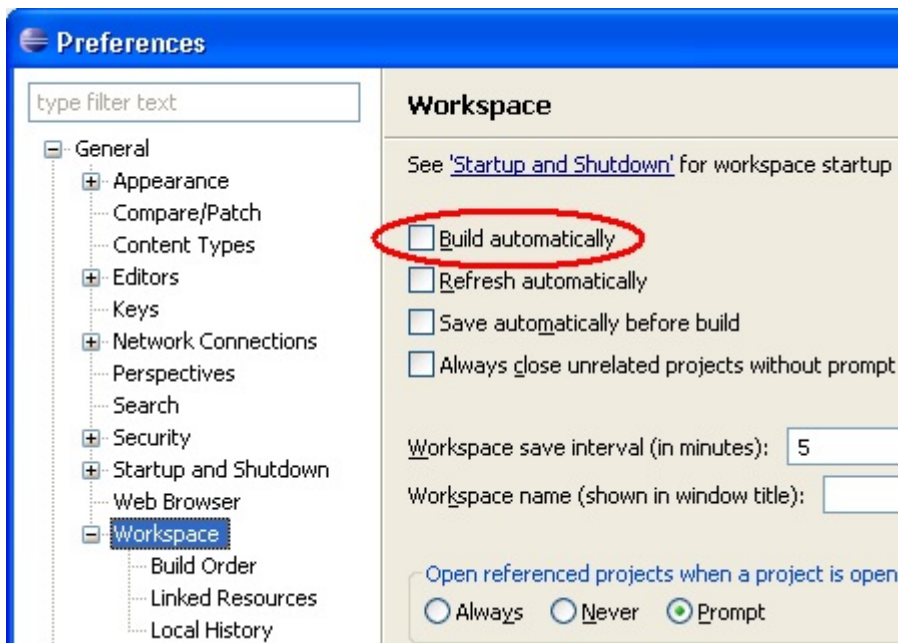 Preferences
type filter text
General
Appearance
Compare/Patch
Content Types
Editors
Keys
Network Connections
Perspectives
Search
Security
Startup and Shutdown
Web Browser
Workspace
Build Order
Linked Resources
Local History
Workspace
See 'Startup and Shutdown' for workspace startup
Build automatically
Refresh automatically
Save automatically before build
Always close unrelated projects without prompt
Workspace save interval (in minutes): 5
Workspace name (shown in window title):
Open referenced projects when a project is open
Always Never Prompt